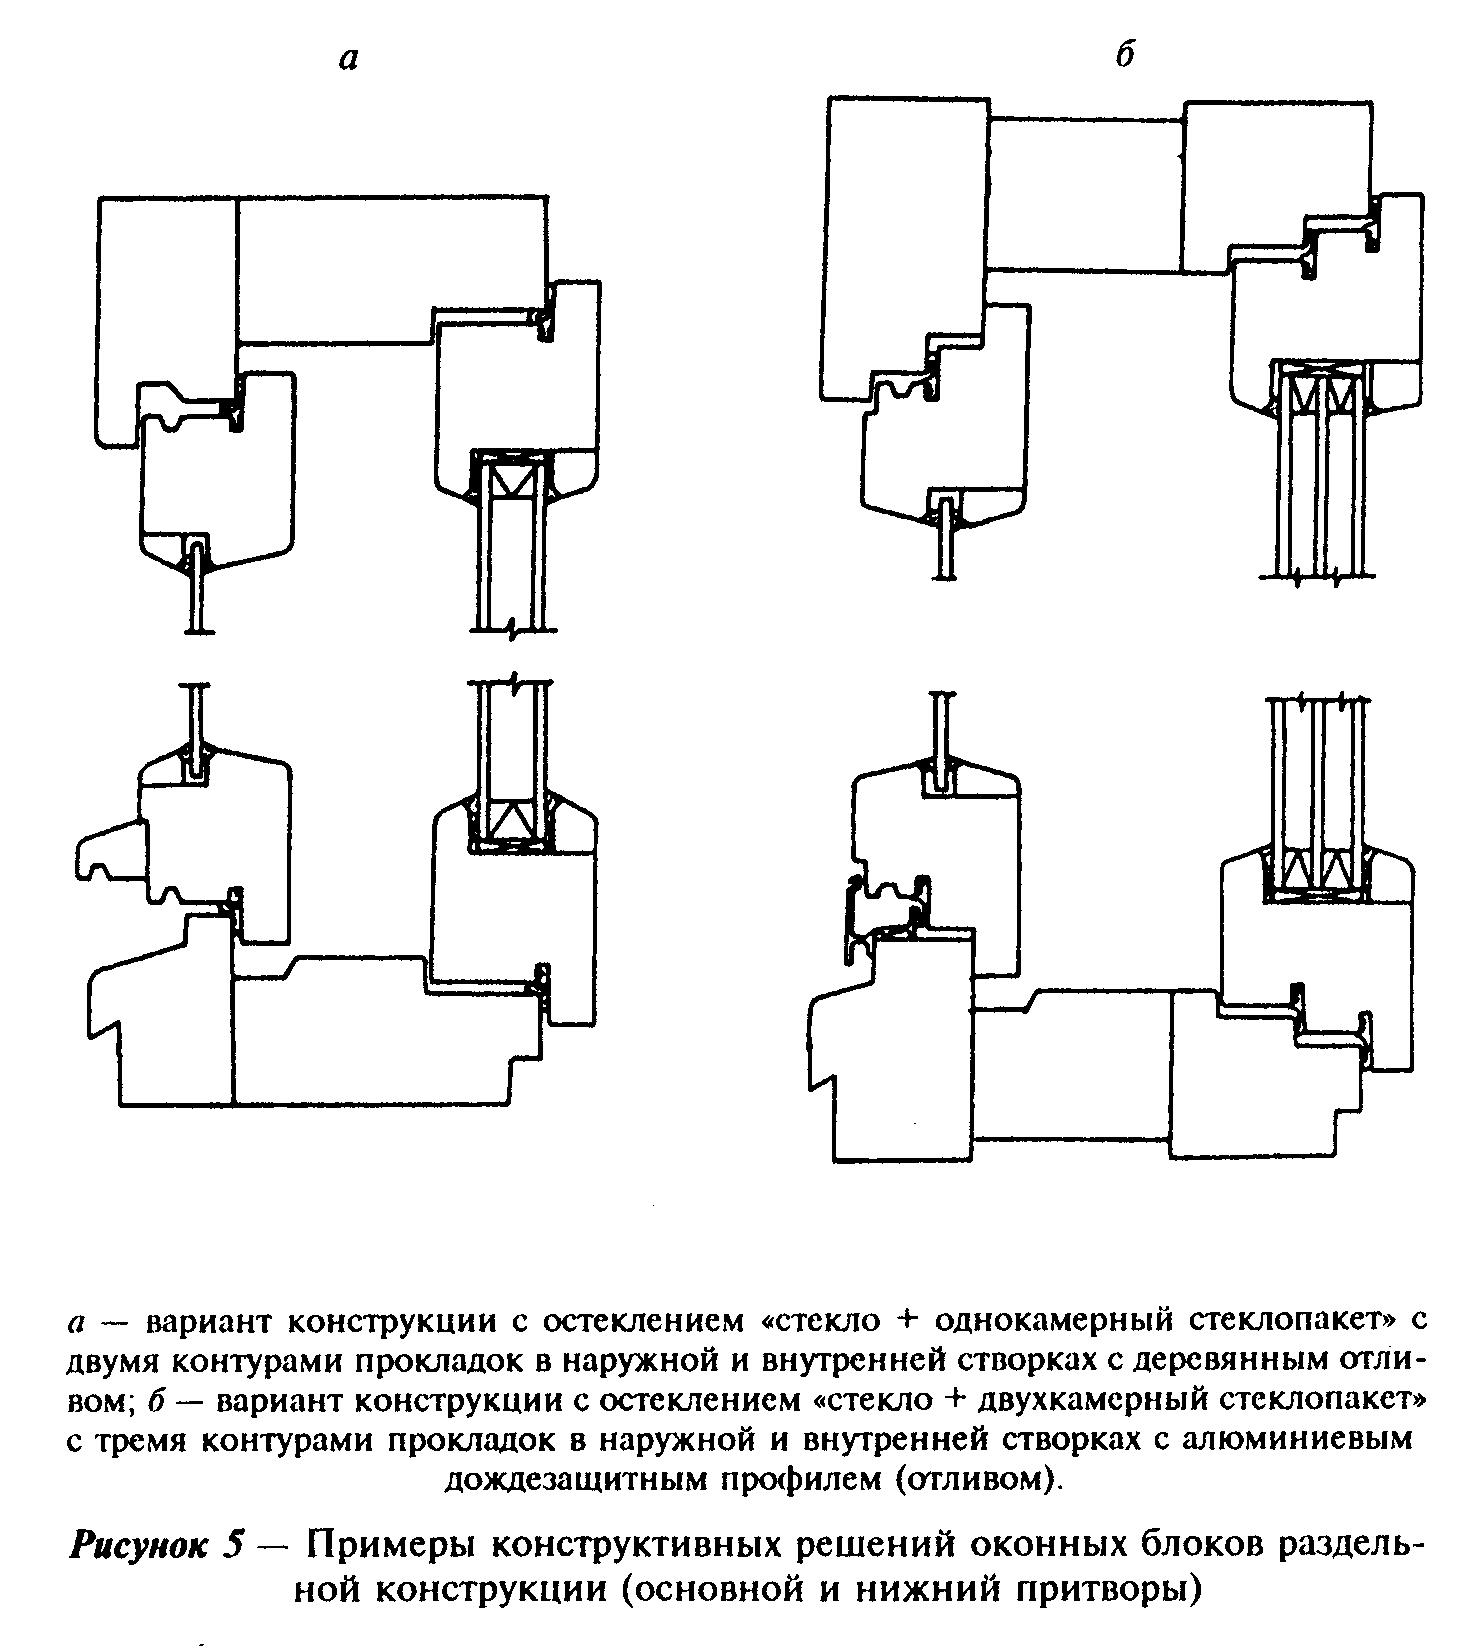 а
б
а — вариант конструкции с остеклением «стекло + однокамерный стеклопакет» с
двумя контурами прокладок в наружной и внутренней створках с деревянным отли-
вом; б — вариант конструкции с остеклением «стекло + двухкамерный стеклопакет»
с тремя контурами прокладок в наружной и внутренней створках с алюминиевым
дождезащитным профилем (отливом).
Рисунок 5 — Примеры конструктивных решений оконных блоков раздель-
ной конструкции (основной и нижний притворы)